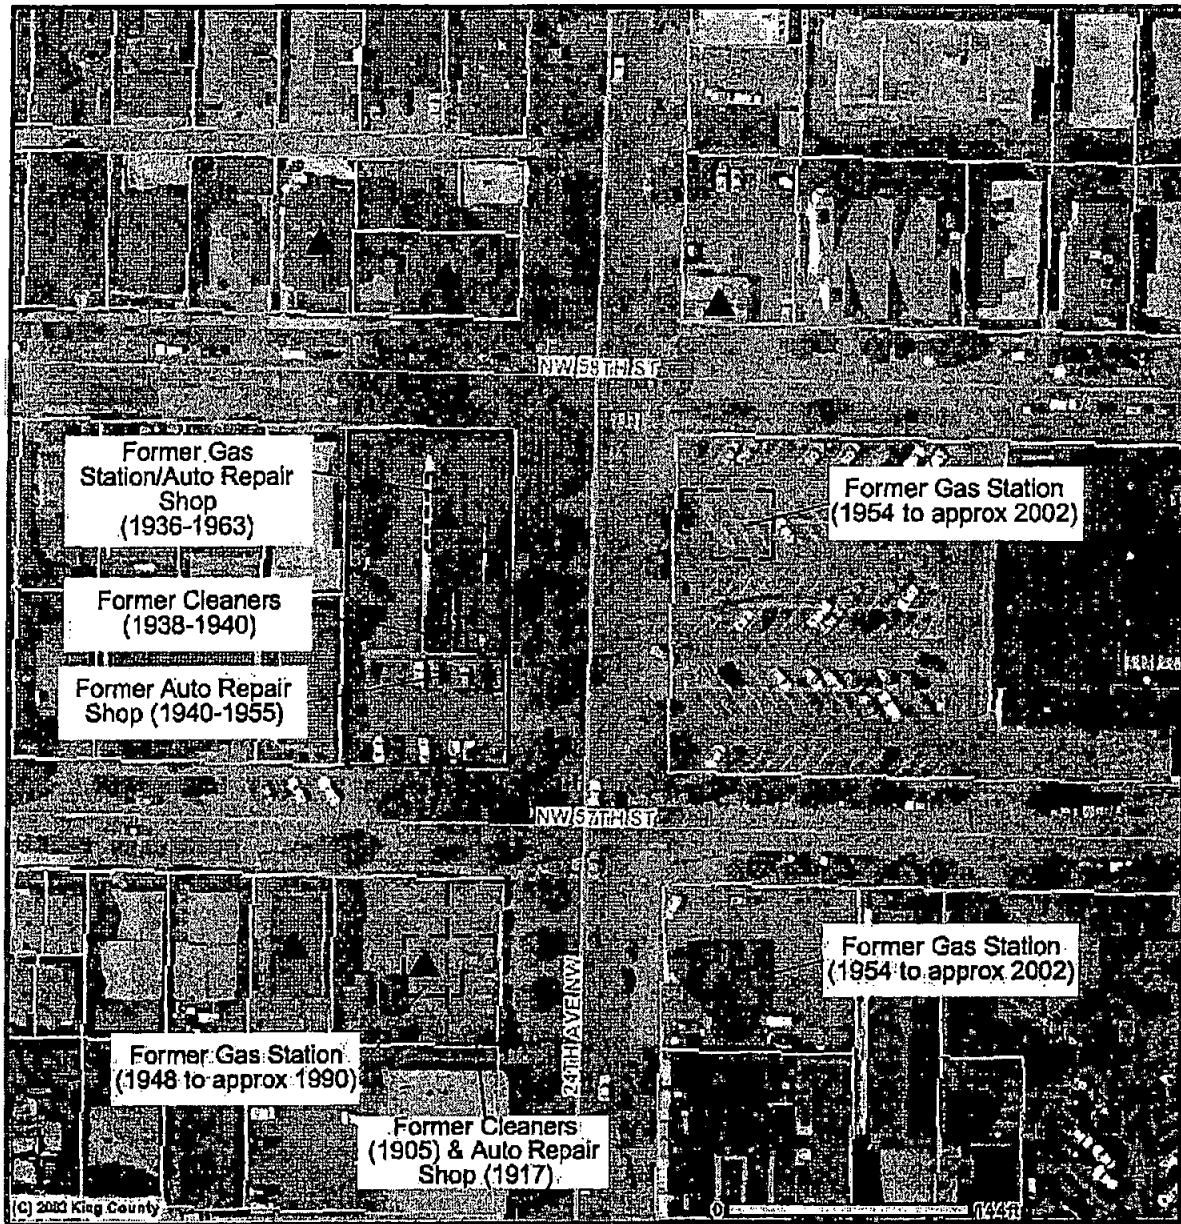 NW 58TH ST
Former Gas
Station/Auto Repair
Shop
(1936-1963)
Former Gas Station
(1954 to approx 2002)
Former Cleaners
(1938-1940)
Former Auto Repair
Shop (1940-1955)
NW 57TH ST
24TH AVE NW
Former Gas Station
(1954 to approx 2002)
Former Gas Station
(1948 to approx 1990)
Former Cleaners
(1905) & Auto Repair
Shop (1917)
(C) 2002 King County
0 144ft